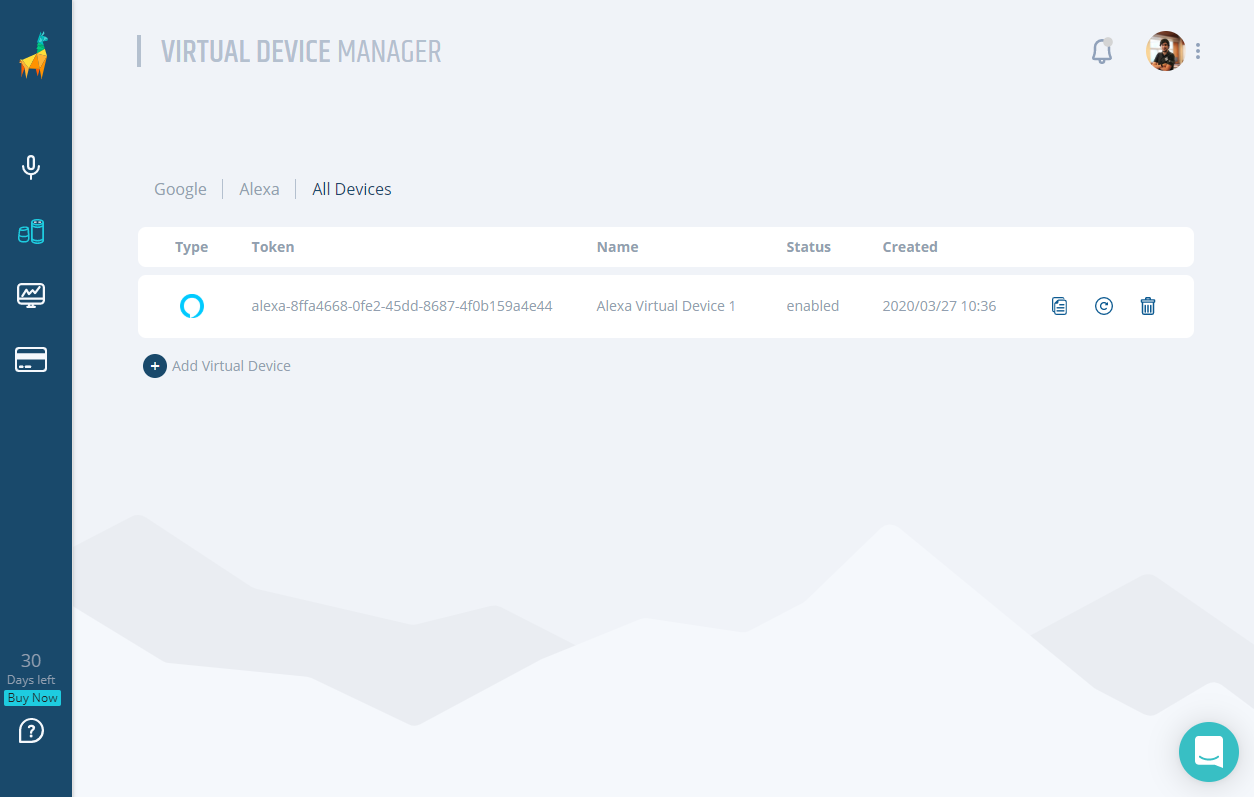 VIRTUAL DEVICE MANAGER
Google
Alexa
All Devices
Type Token Name Status Created
alexa-8ffa4668-0fe2-45dd-8687-4f0b159a4e44 Alexa Virtual Device 1 enabled 2020/03/27 10:36
+ Add Virtual Device
30
Days left
Buy Now
?